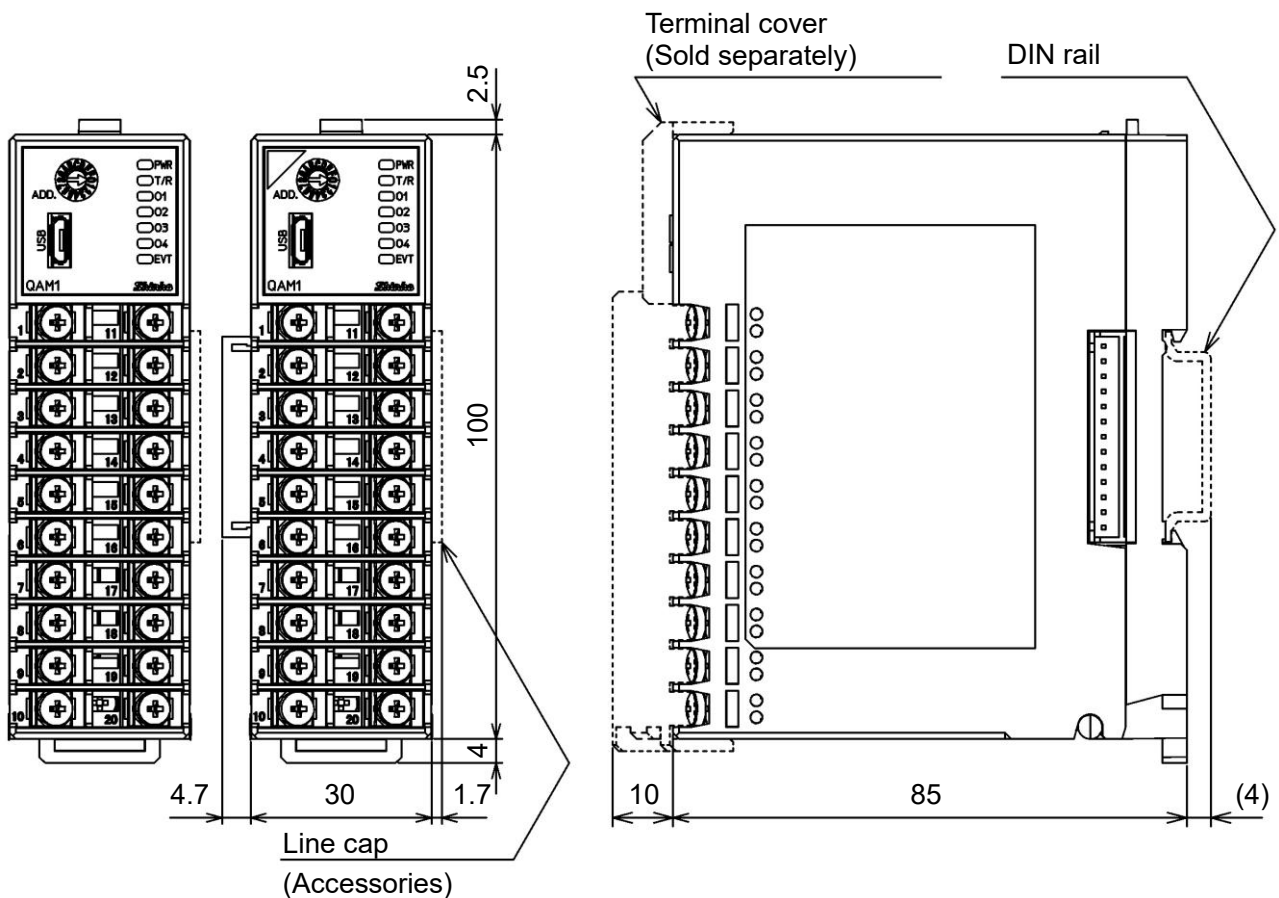 Terminal cover
(Sold separately)
DIN rail
2.5
PWR
ADD.
T/R
O1
O2
USB
O3
O4
EVT
QAM1 Shinko
1 11
2 12
3 13
4 14
5 15
6 16
7 17
8 18
9 19
10 20
PWR
ADD.
T/R
O1
O2
USB
O3
O4
EVT
QAM1 Shinko
1 11
2 12
3 13
4 14
5 15
6 16
7 17
8 18
9 19
10 20
100
4
4.7 30 1.7
10 85 (4)
Line cap
(Accessories)